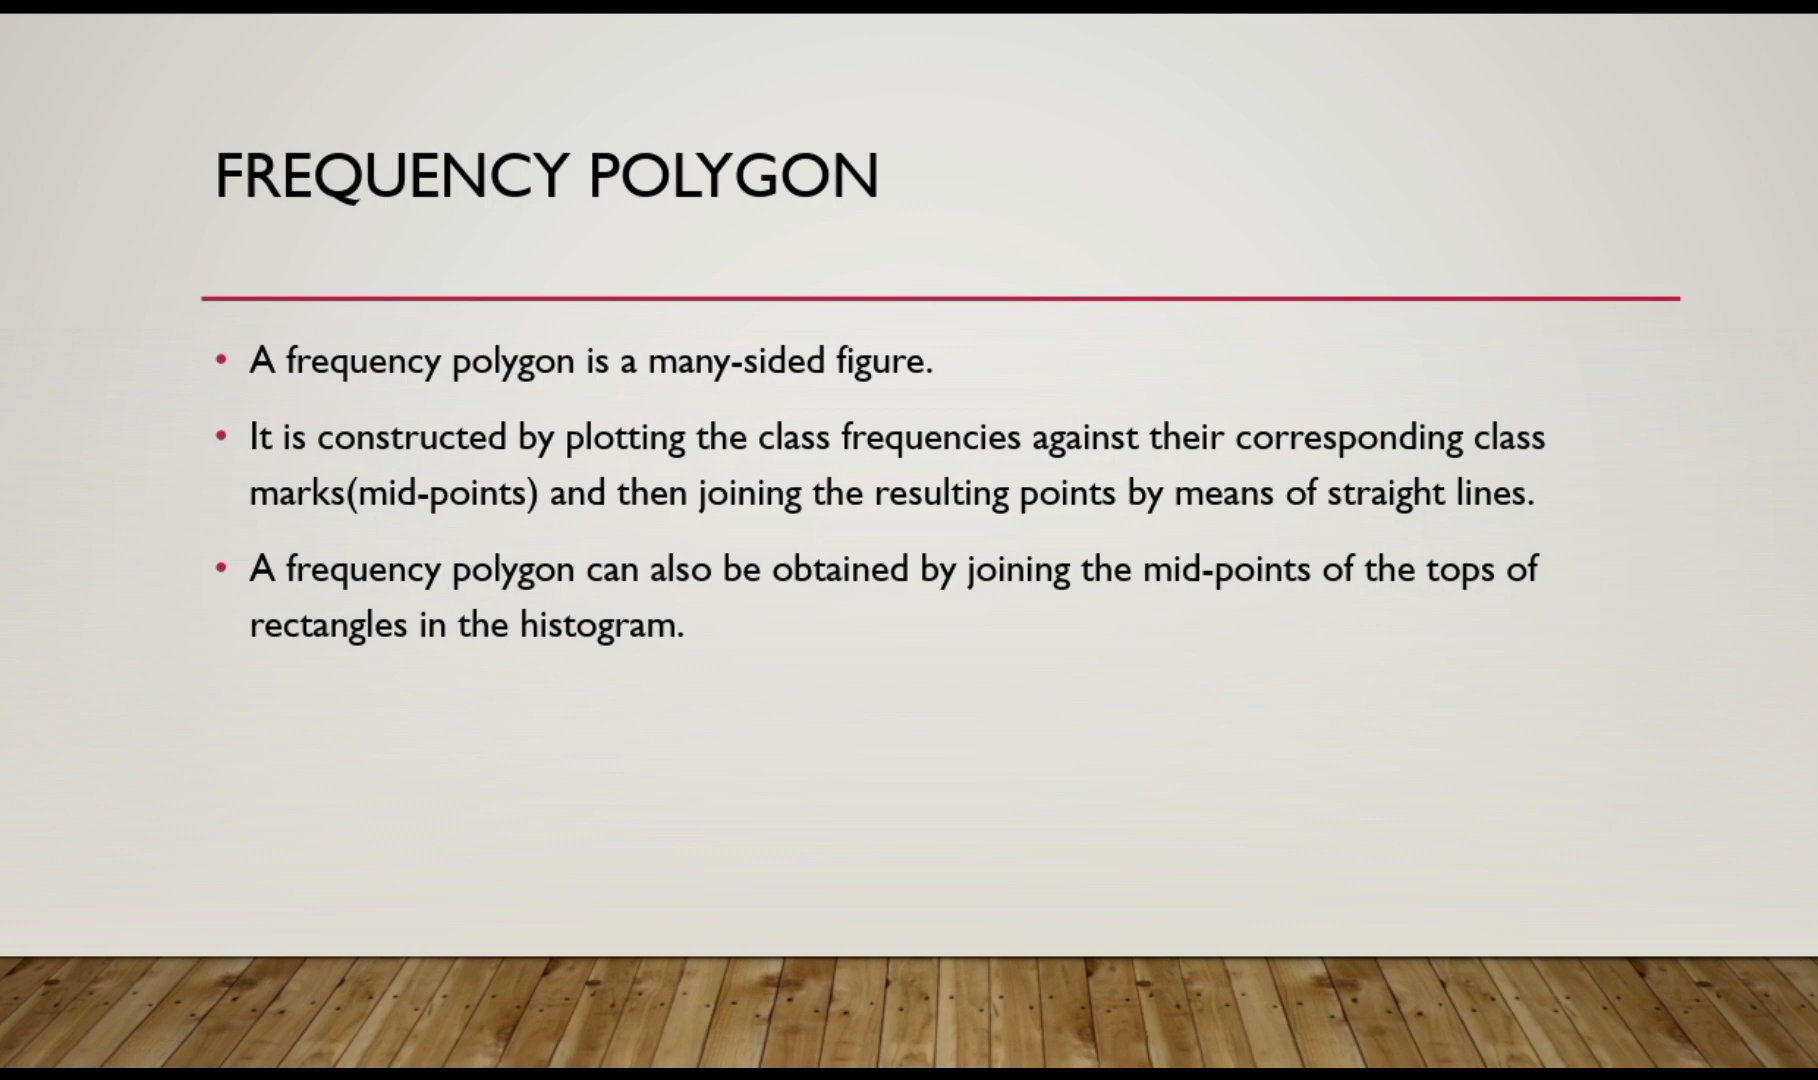 FREQUENCY POLYGON
• A frequency polygon is a many-sided figure.
• It is constructed by plotting the class frequencies against their corresponding class
marks(mid-points) and then joining the resulting points by means of straight lines.
• A frequency polygon can also be obtained by joining the mid-points of the tops of
rectangles in the histogram.